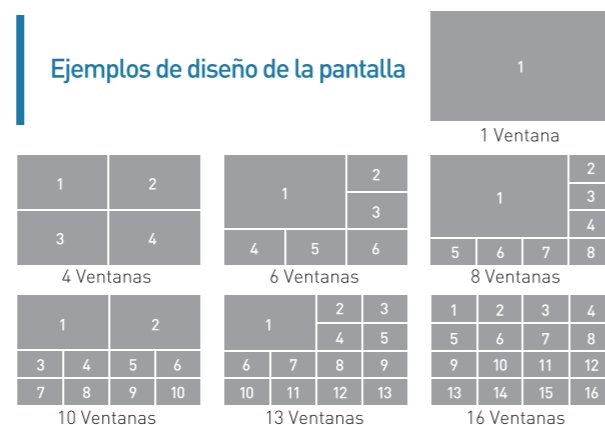 Ejemplos de diseño de la pantalla
1
1 Ventana
1 2
3 4
4 Ventanas
1 2
3
4 5 6
6 Ventanas
1 2
3
4
5 6 7 8
8 Ventanas
1 2
3 4 5 6
7 8 9 10
10 Ventanas
1 2 3
4 5
6 7 8 9
10 11 12 13
13 Ventanas
1 2 3 4
5 6 7 8
9 10 11 12
13 14 15 16
16 Ventanas